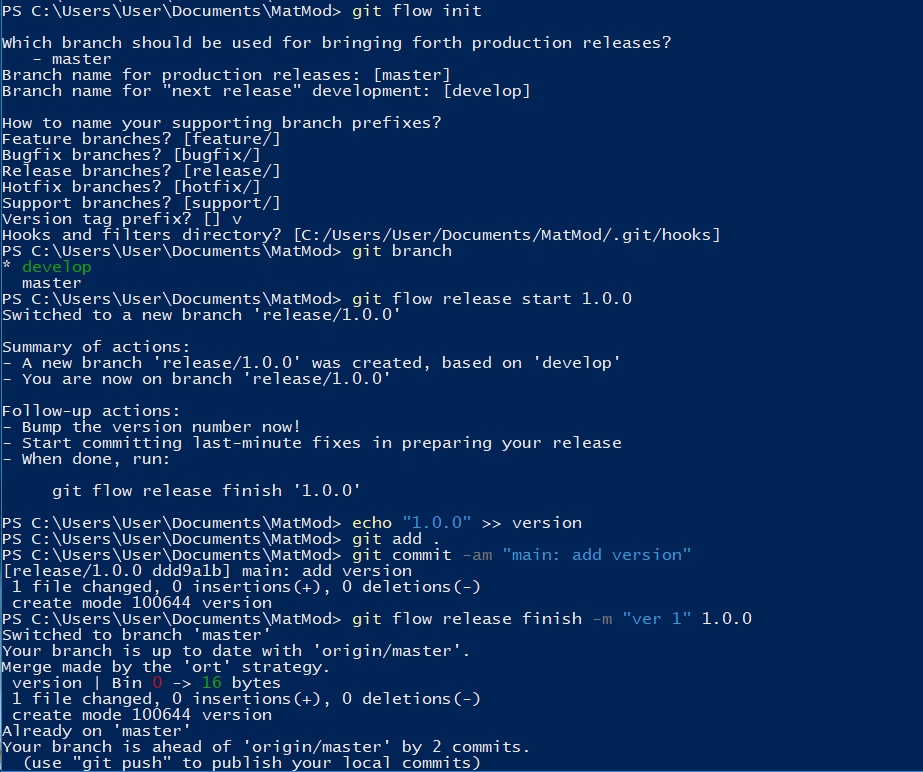 PS C:\Users\User\Documents\MatMod> git flow init
Which branch should be used for bringing forth production releases?
- master
Branch name for production releases: [master]
Branch name for "next release" development: [develop]
How to name your supporting branch prefixes?
Feature branches? [feature/]
Bugfix branches? [bugfix/]
Release branches? [release/]
Hotfix branches? [hotfix/]
Support branches? [support/]
Version tag prefix? [] v
Hooks and filters directory? [C:/Users/User/Documents/MatMod/.git/hooks]
PS C:\Users\User\Documents\MatMod> git branch
* develop
master
PS C:\Users\User\Documents\MatMod> git flow release start 1.0.0
Switched to a new branch 'release/1.0.0'
Summary of actions:
- A new branch 'release/1.0.0' was created, based on 'develop'
- You are now on branch 'release/1.0.0'
Follow-up actions:
- Bump the version number now!
- Start committing last-minute fixes in preparing your release
- When done, run:
git flow release finish '1.0.0'
PS C:\Users\User\Documents\MatMod> echo "1.0.0" >> version
PS C:\Users\User\Documents\MatMod> git add .
PS C:\Users\User\Documents\MatMod> git commit -am "main: add version"
[release/1.0.0 ddd9a1b] main: add version
1 file changed, 0 insertions(+), 0 deletions(-)
create mode 100644 version
PS C:\Users\User\Documents\MatMod> git flow release finish -m "ver 1" 1.0.0
Switched to branch 'master'
Your branch is up to date with 'origin/master'.
Merge made by the 'ort' strategy.
version | Bin 0 -> 16 bytes
1 file changed, 0 insertions(+), 0 deletions(-)
create mode 100644 version
Already on 'master'
Your branch is ahead of 'origin/master' by 2 commits.
(use "git push" to publish your local commits)